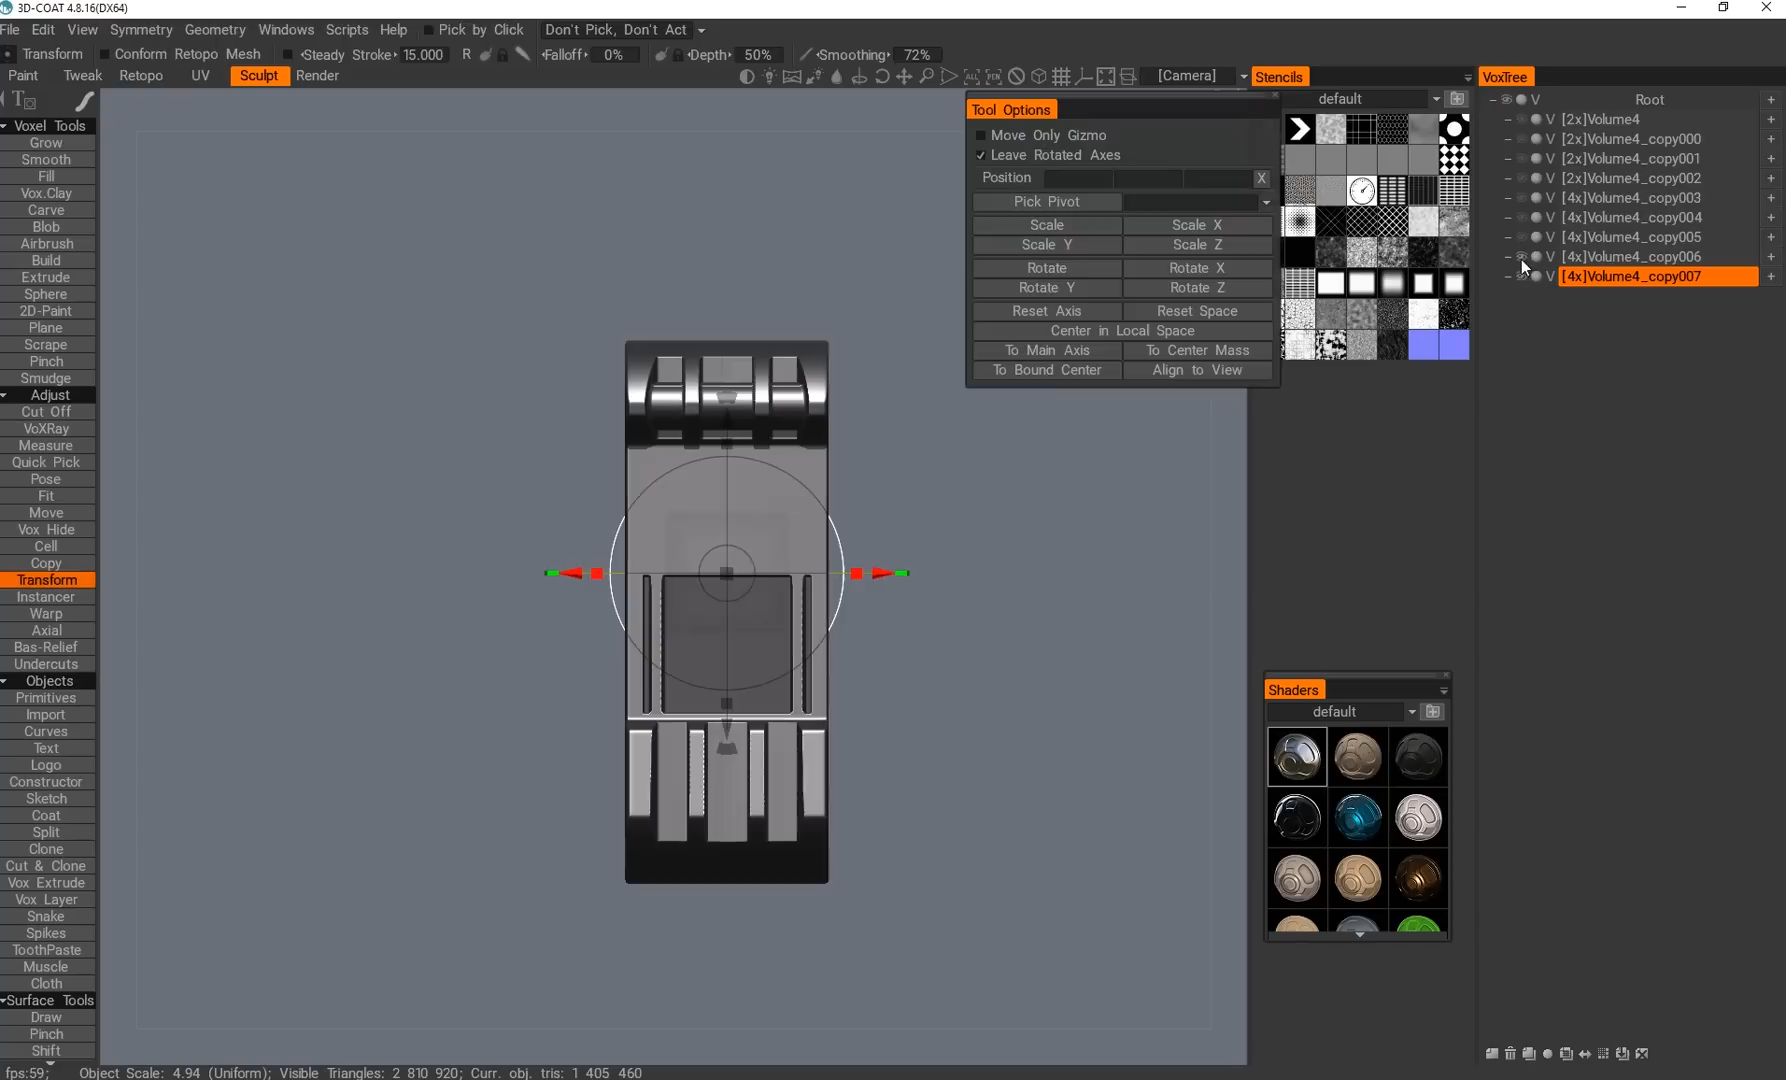 3D-COAT 4.8.16(DX64)
File Edit View Symmetry Geometry Windows Scripts Help Pick by Click Don't Pick, Don't Act
Transform Conform Retopo Mesh Steady Stroke 15.000 R Falloff 0% Depth 50% Smoothing 72%
Paint Tweak Retopo UV Sculpt Render [Camera] Stencils VoxTree
default Root
Voxel Tools
Grow
Smooth
Fill
Vox.Clay
Carve
Blob
Airbrush
Build
Extrude
Sphere
2D-Paint
Plane
Scrape
Pinch
Smudge
Adjust
Cut Off
VoXRay
Measure
Quick Pick
Pose
Fit
Move
Vox Hide
Cell
Copy
Transform
Instancer
Warp
Axial
Bas-Relief
Undercuts
Objects
Primitives
Import
Curves
Text
Logo
Constructor
Sketch
Coat
Split
Clone
Cut & Clone
Vox Extrude
Vox Layer
Snake
Spikes
ToothPaste
Muscle
Cloth
Surface Tools
Draw
Pinch
Shift
Tool Options
Move Only Gizmo
Leave Rotated Axes
Position X
Pick Pivot
Scale Scale X
Scale Y Scale Z
Rotate Rotate X
Rotate Y Rotate Z
Reset Axis Reset Space
Center in Local Space
To Main Axis To Center Mass
To Bound Center Align to View
V [2x]Volume4 +
V [2x]Volume4_copy000 +
V [2x]Volume4_copy001 +
V [2x]Volume4_copy002 +
V [4x]Volume4_copy003 +
V [4x]Volume4_copy004 +
V [4x]Volume4_copy005 +
V [4x]Volume4_copy006 +
V [4x]Volume4_copy007 +
Shaders
default
fps:59; Object Scale: 4.94 (Uniform); Visible Triangles: 2 810 920; Curr. obj. tris: 1 405 460